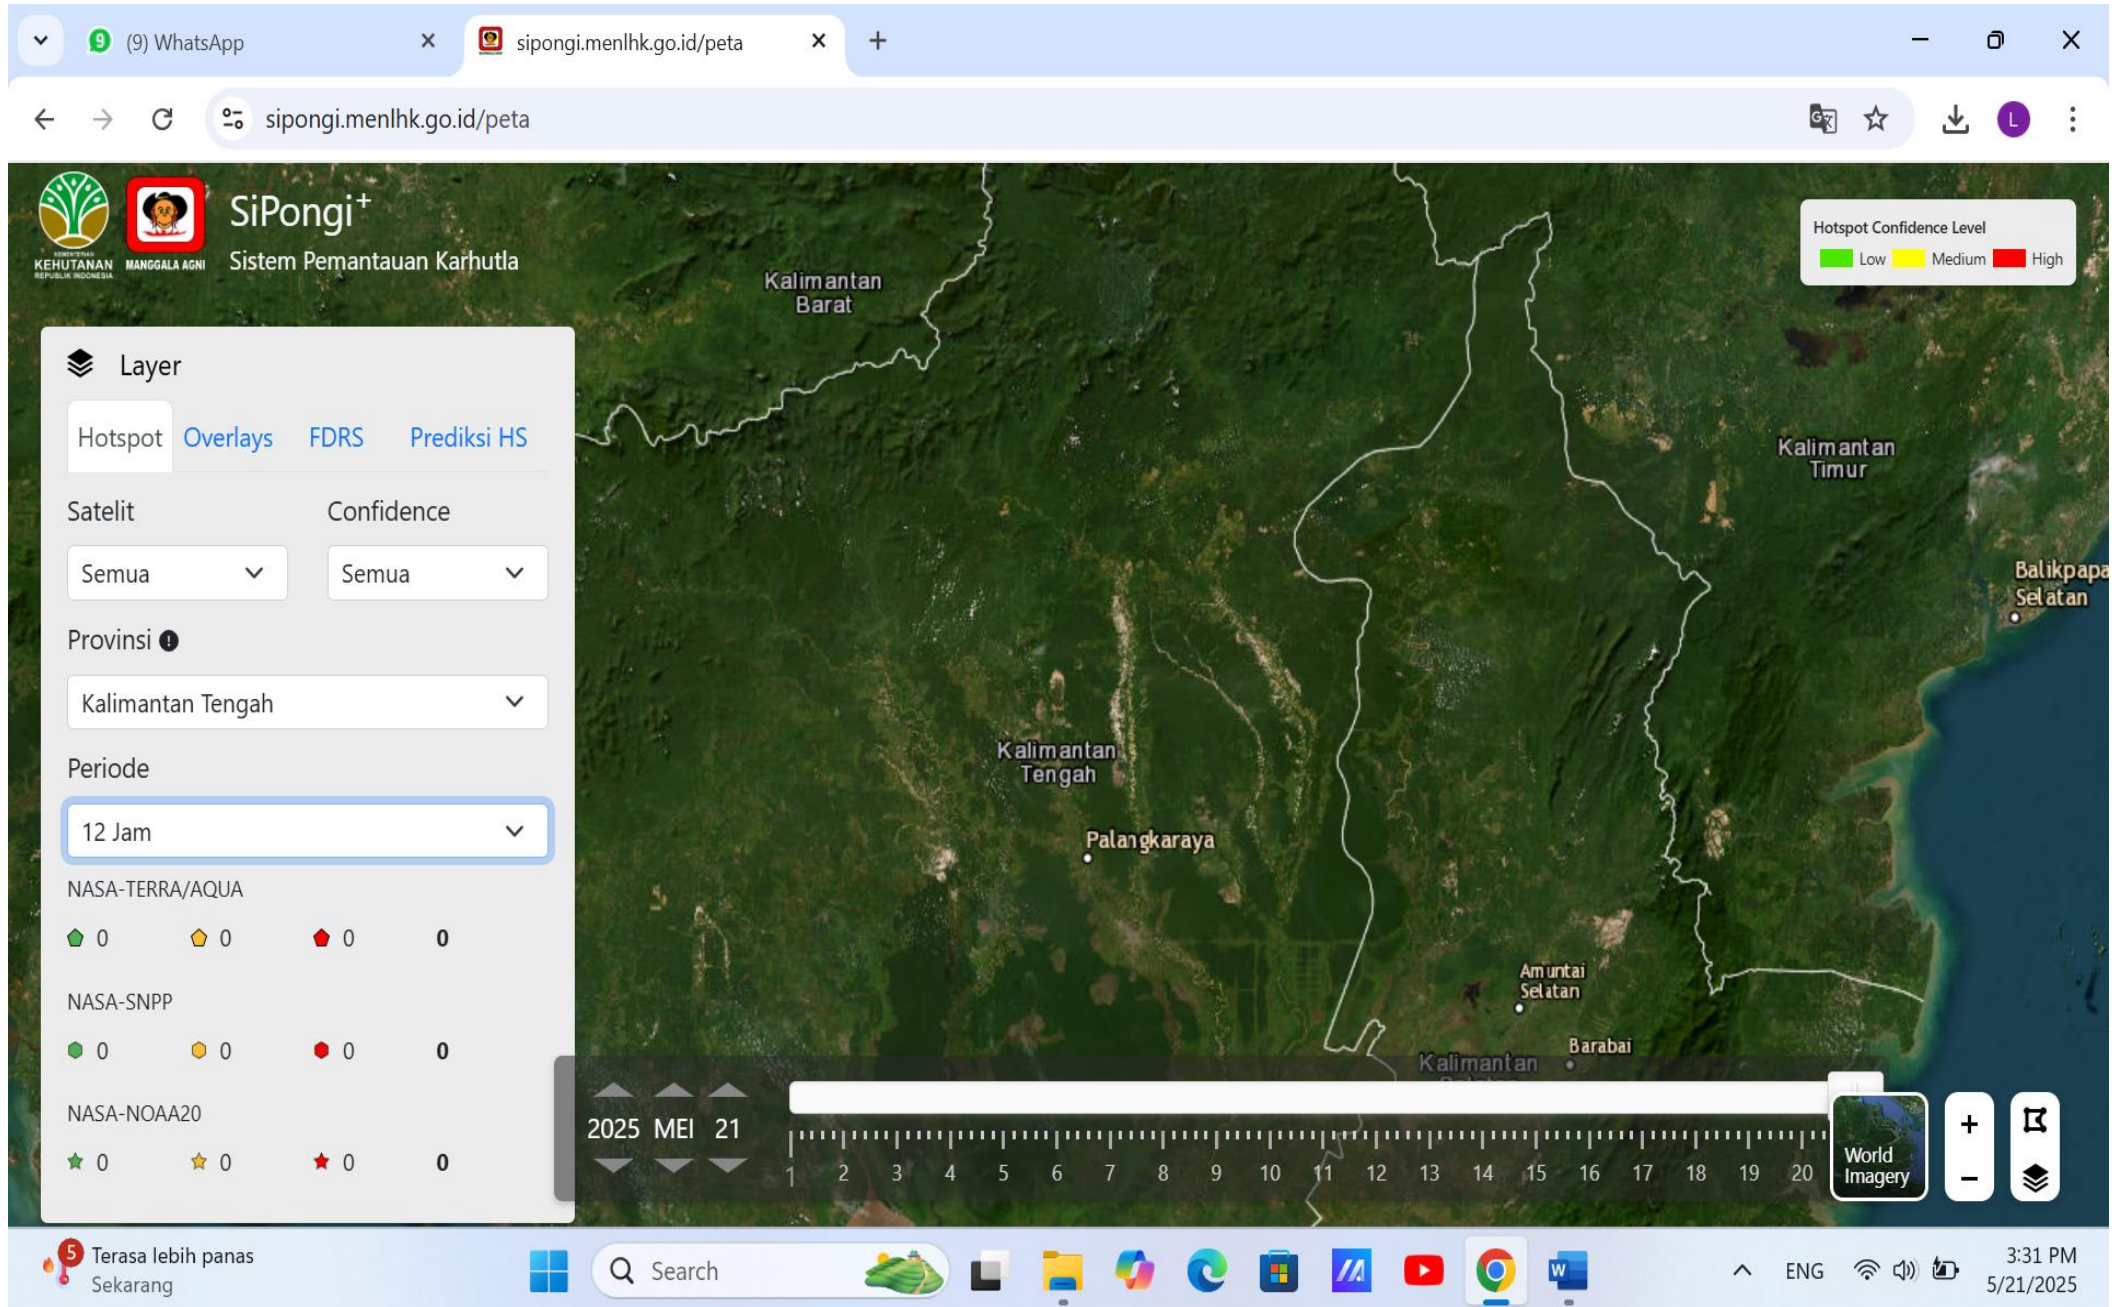 9 (9) WhatsApp
sipongi.menlhk.go.id/peta
sipongi.menlhk.go.id/peta
L
KEMENTERIAN
KEHUTANAN
REPUBLIK INDONESIA
MANGGALA AGNI
SiPongi+
Sistem Pemantauan Karhutla
Hotspot Confidence Level
Low Medium High
Layer
Hotspot Overlays FDRS Prediksi HS
Satelit Confidence
Semua Semua
Provinsi
Kalimantan Tengah
Periode
12 Jam
NASA-TERRA/AQUA
0 0 0 0
NASA-SNPP
0 0 0 0
NASA-NOAA20
0 0 0 0
Kalimantan
Barat
Kalimantan
Timur
Balikpapa
Selatan
Kalimantan
Tengah
Palangkaraya
Amuntai
Selatan
Barabai
Kalimantan
2025 MEI 21
1 2 3 4 5 6 7 8 9 10 11 12 13 14 15 16 17 18 19 20
World
Imagery
+
−
5 Terasa lebih panas
Sekarang
Search
W
ENG
3:31 PM
5/21/2025